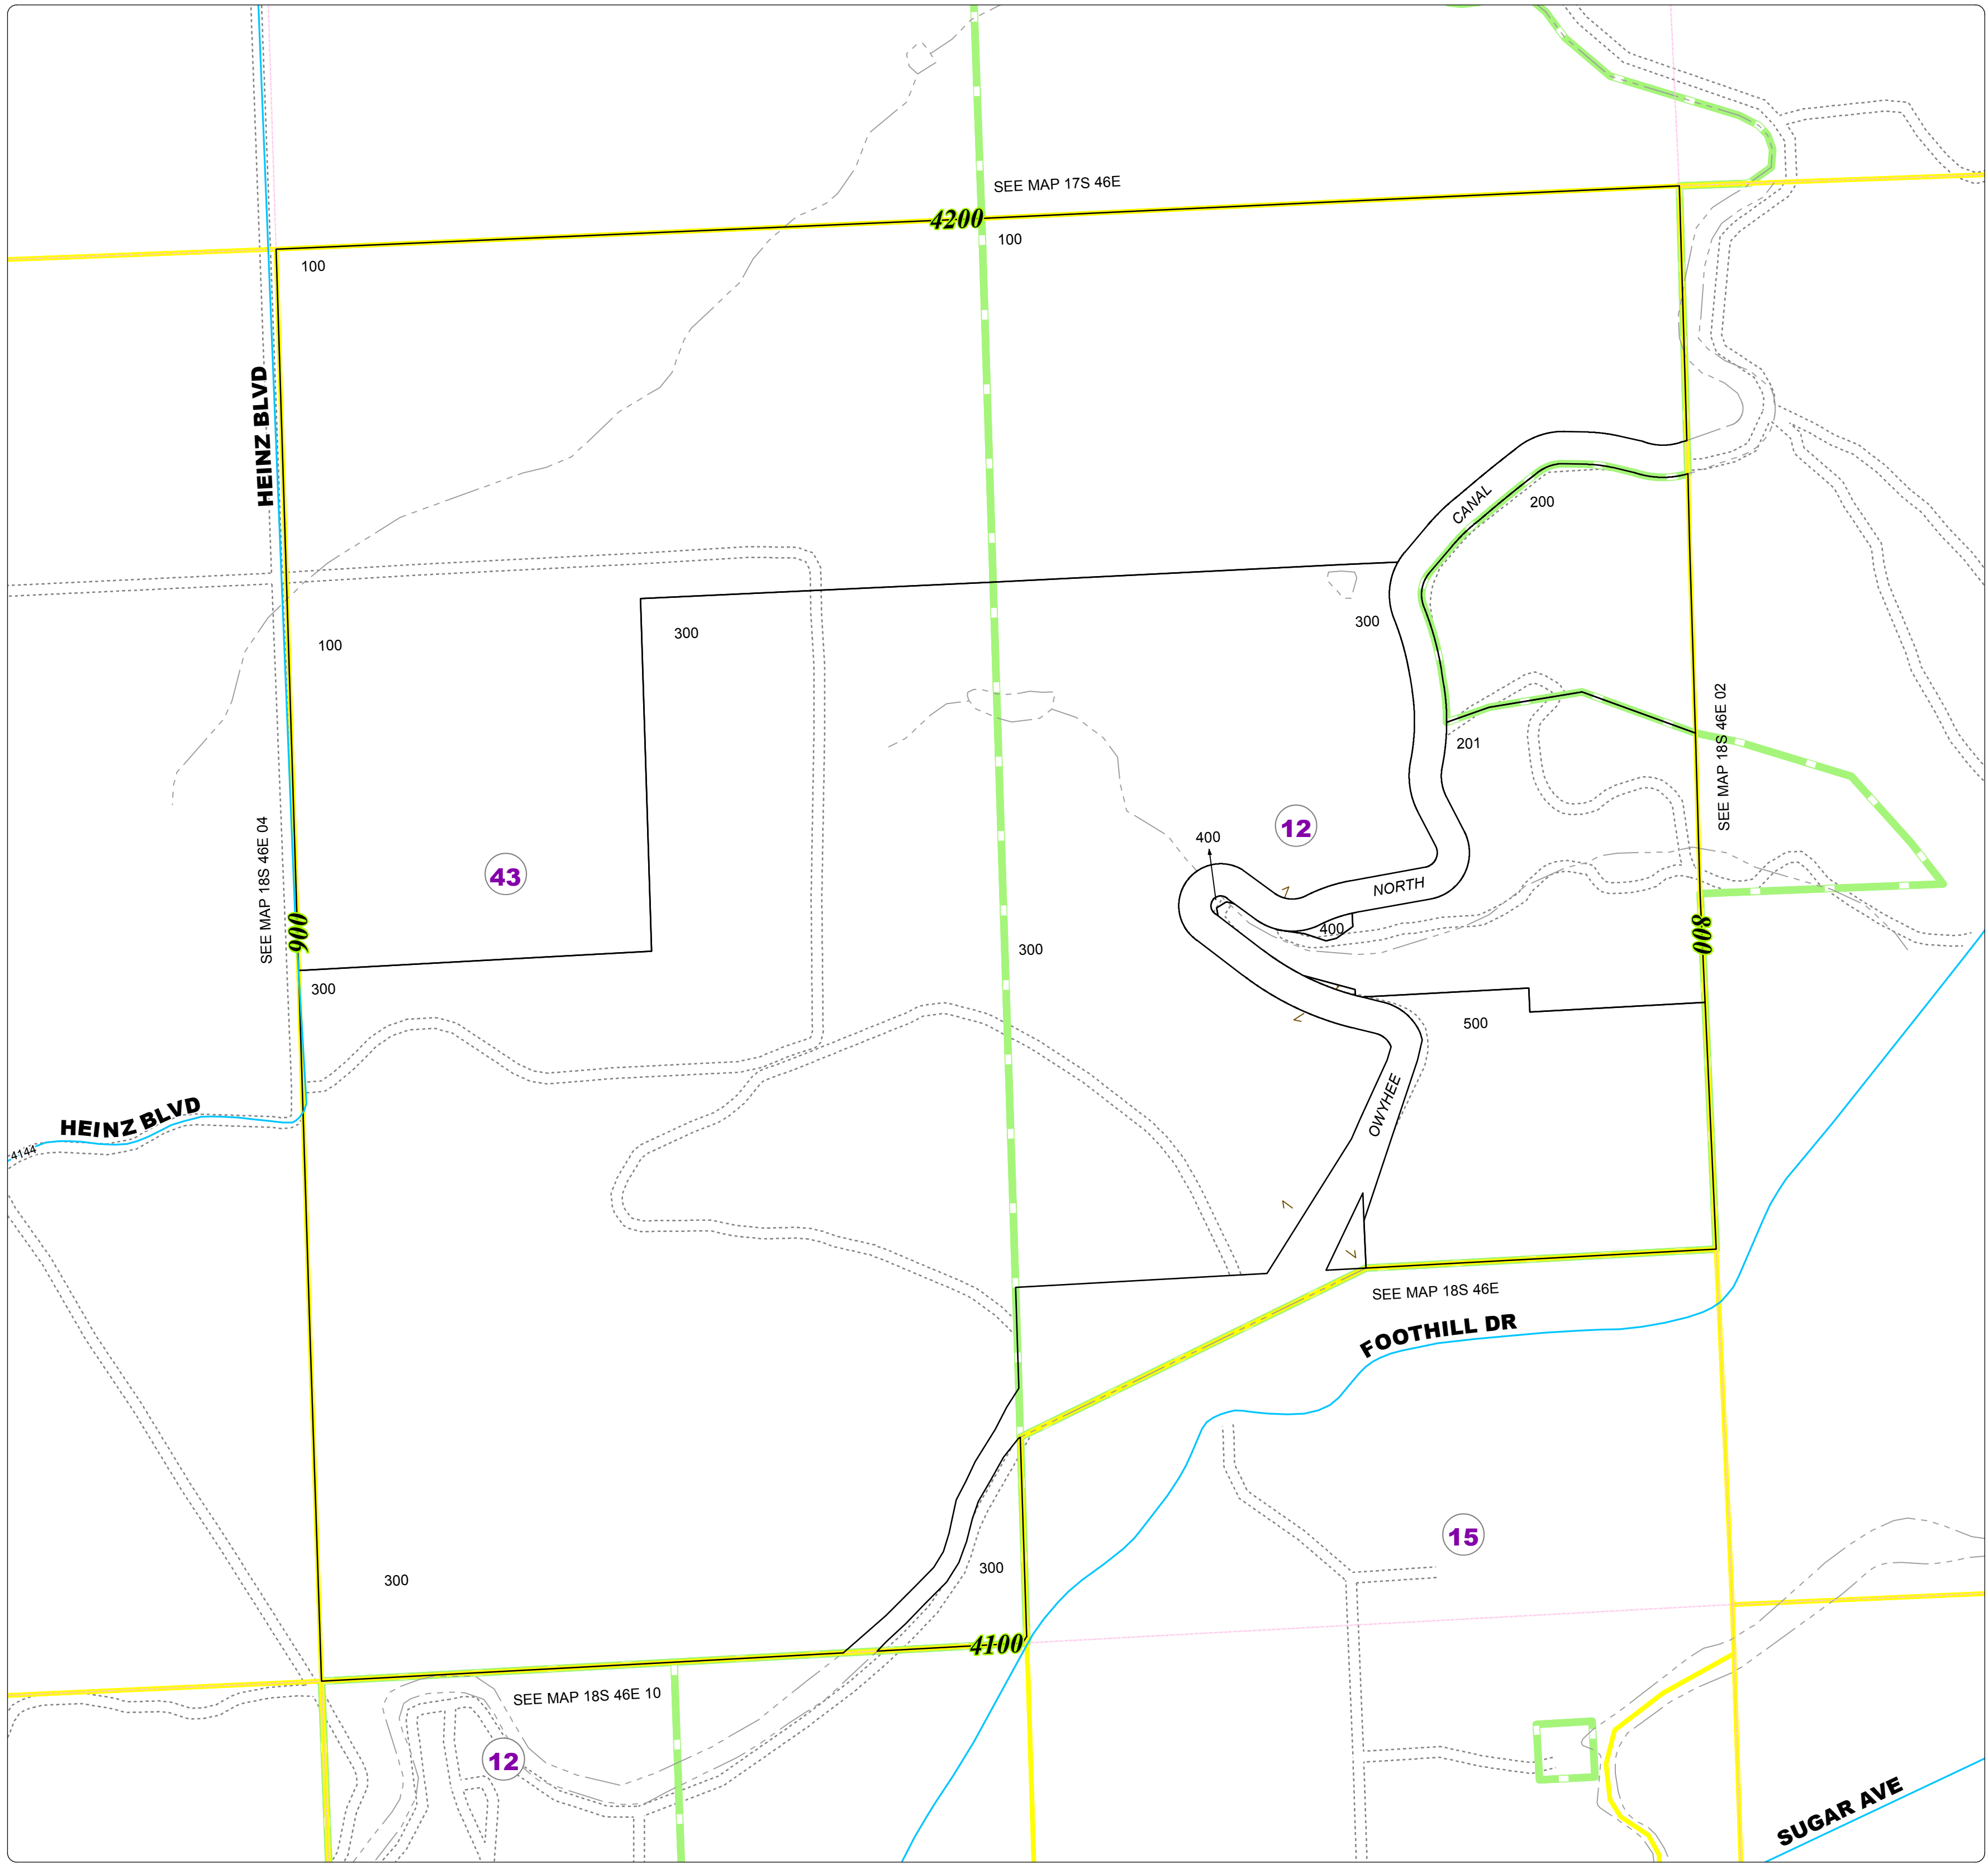 SEE MAP 17S 46E
4200
100
100
HEINZ BLVD
CANAL
200
300
300
100
201
SEE MAP 18S 46E 02
12
400
SEE MAP 18S 46E 04
43
NORTH
900
400
800
300
300
500
OWYHEE
HEINZ BLVD
4144
SEE MAP 18S 46E
FOOTHILL DR
15
300
300
4100
SEE MAP 18S 46E 10
12
SUGAR AVE